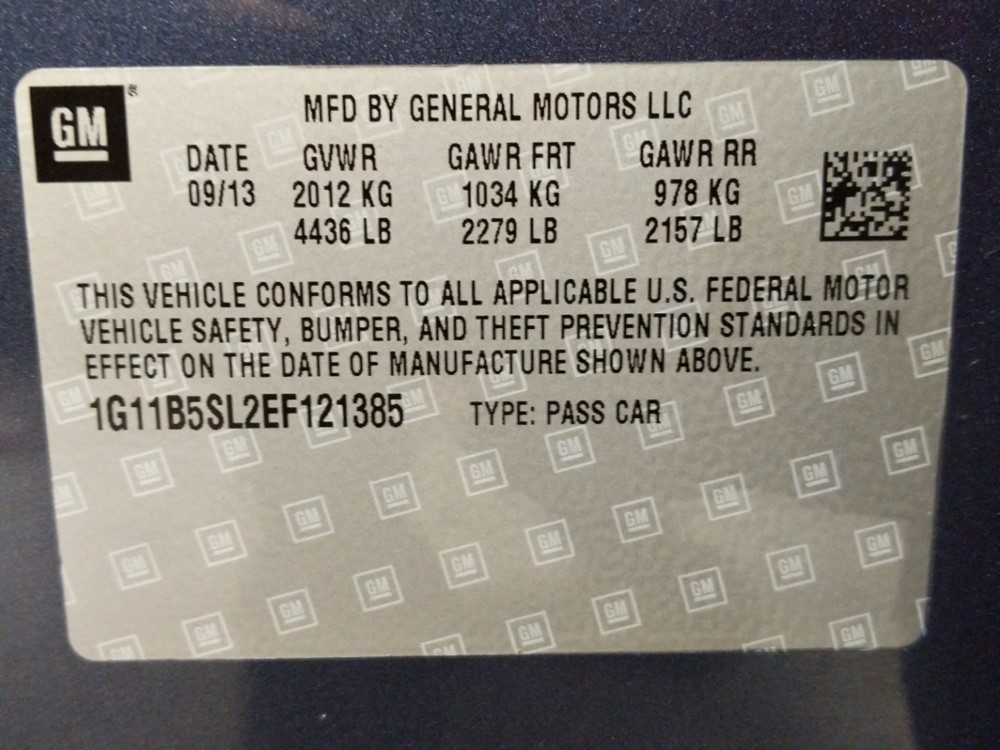 GM
MFD BY GENERAL MOTORS LLC
DATE GVWR GAWR FRT GAWR RR
09/13 2012 KG 1034 KG 978 KG
4436 LB 2279 LB 2157 LB
THIS VEHICLE CONFORMS TO ALL APPLICABLE U.S. FEDERAL MOTOR
VEHICLE SAFETY, BUMPER, AND THEFT PREVENTION STANDARDS IN
EFFECT ON THE DATE OF MANUFACTURE SHOWN ABOVE.
1G11B5SL2EF121385 TYPE: PASS CAR